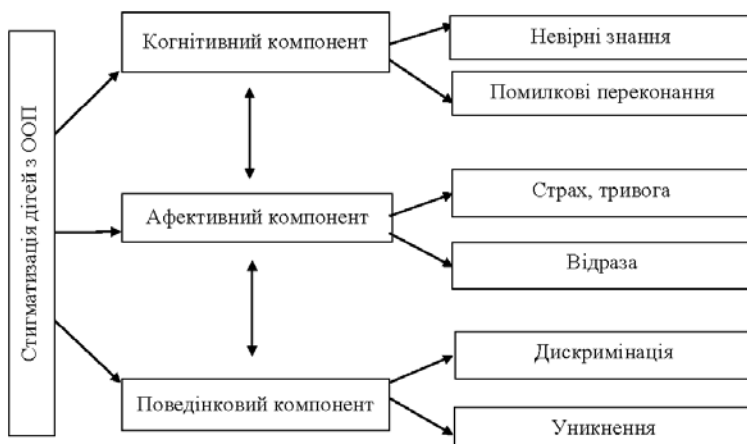 Стигматизація дітей з ООП
Когнітивний компонент
Невірні знання
Помилкові переконання
Афективний компонент
Страх, тривога
Відраза
Поведінковий компонент
Дискримінація
Уникнення